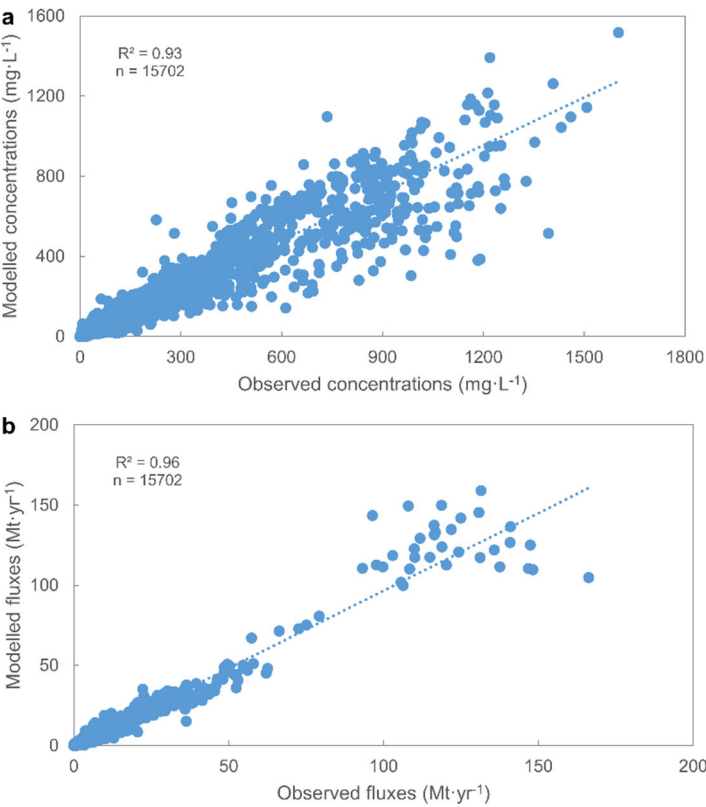 a
1600
R² = 0.93
n = 15702
1200
800
400
0
Modelled concentrations (mg·L⁻¹)
0 300 600 900 1200 1500 1800
Observed concentrations (mg·L⁻¹)
b
200
R² = 0.96
n = 15702
150
100
50
0
Modelled fluxes (Mt·yr⁻¹)
0 50 100 150 200
Observed fluxes (Mt·yr⁻¹)